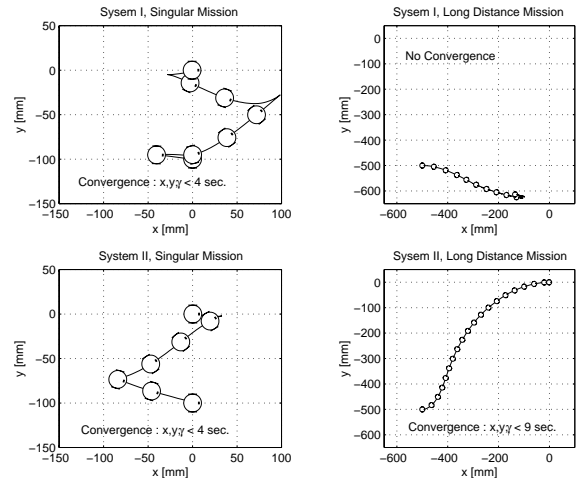 Sysem I, Singular Mission
50
0
−50
−100
−150
y [mm]
Convergence : x,y,γ < 4 sec.
−150 −100 −50 0 50 100
x [mm]
Sysem I, Long Distance Mission
0
−100
−200
−300
−400
−500
−600
y [mm]
No Convergence
−600 −400 −200 0
x [mm]
System II, Singular Mission
50
0
−50
−100
−150
y [mm]
Convergence : x,y,γ < 4 sec.
−150 −100 −50 0 50 100
x [mm]
Sysem II, Long Distance Mission
0
−100
−200
−300
−400
−500
−600
y [mm]
Convergence : x,y,γ < 9 sec.
−600 −400 −200 0
x [mm]